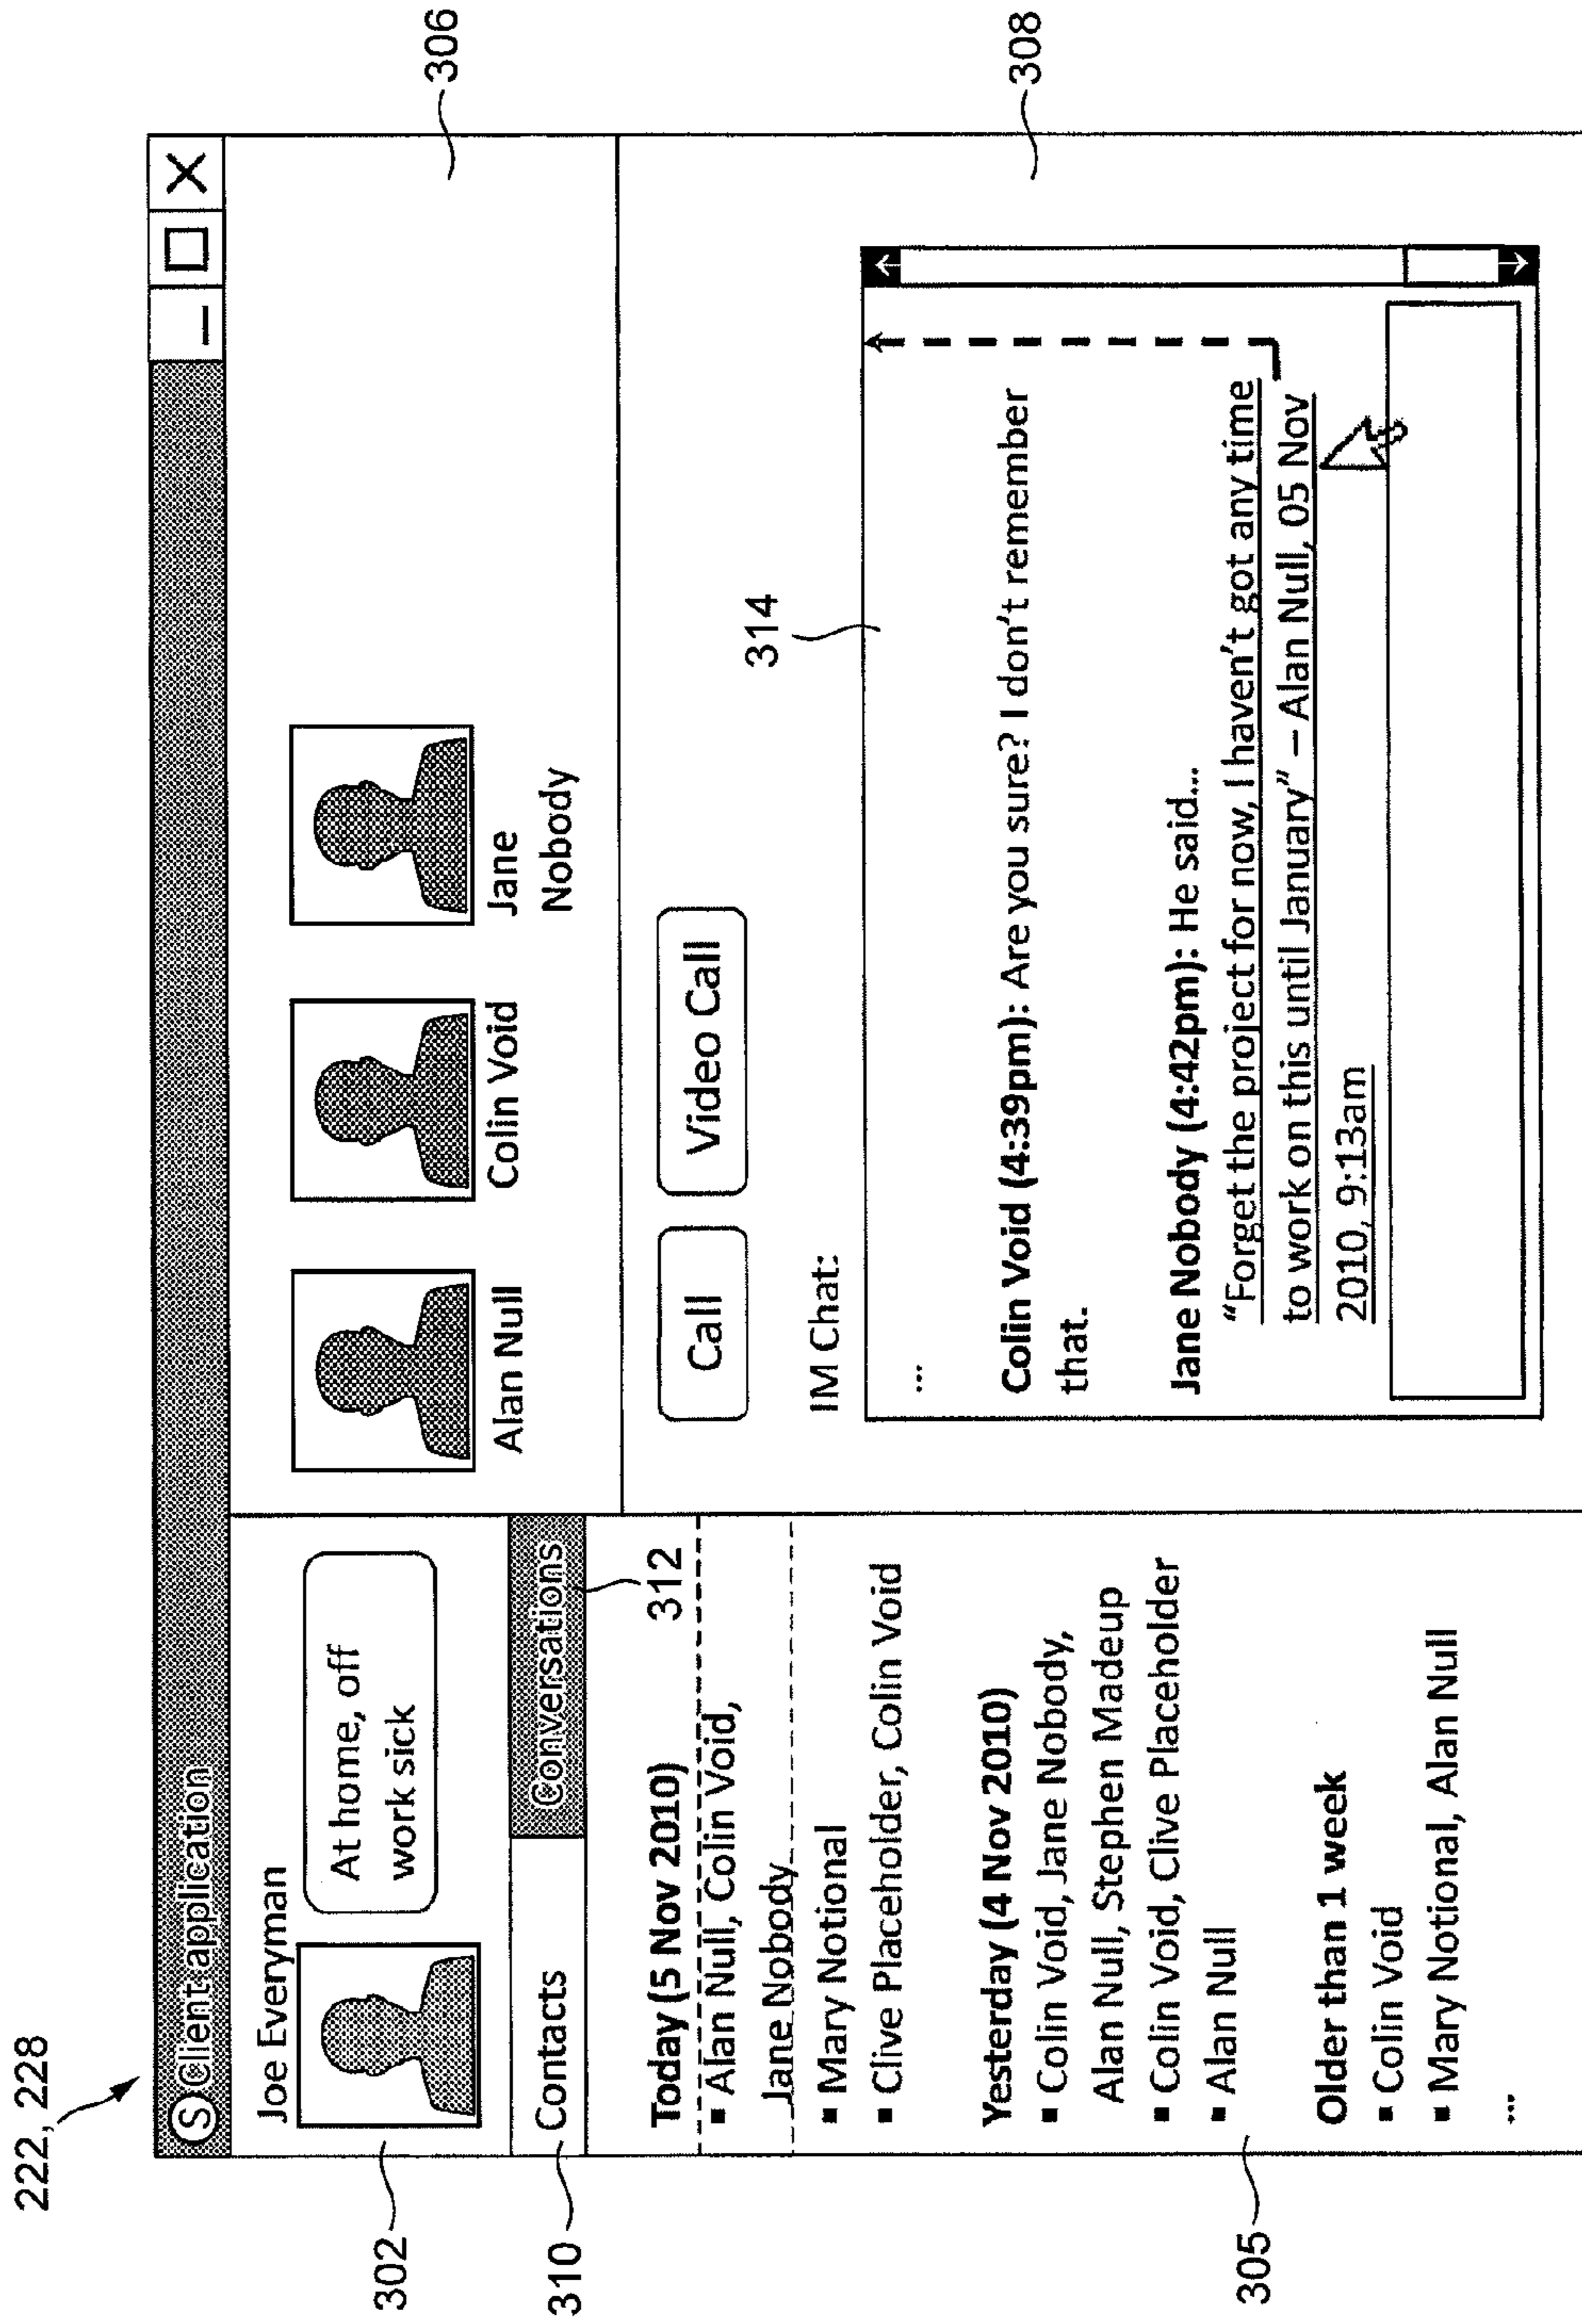 222, 228
Ⓢ Client application
_ □ X
Joe Everyman
At home, off
work sick
302
310
Contacts
Conversations
312
Today (5 Nov 2010)
▪ Alan Null, Colin Void,
Jane Nobody
▪ Mary Notional
▪ Clive Placeholder, Colin Void
Yesterday (4 Nov 2010)
▪ Colin Void, Jane Nobody,
Alan Null, Stephen Madeup
▪ Colin Void, Clive Placeholder
▪ Alan Null
305
Older than 1 week
▪ Colin Void
▪ Mary Notional, Alan Null
...
Alan Null
Colin Void
Jane
Nobody
306
Call
Video Call
308
IM Chat:
314
...
Colin Void (4:39pm): Are you sure? I don't remember
that.
Jane Nobody (4:42pm): He said...
“Forget the project for now, I haven't got any time
to work on this until January” – Alan Null, 05 Nov
2010, 9:13am